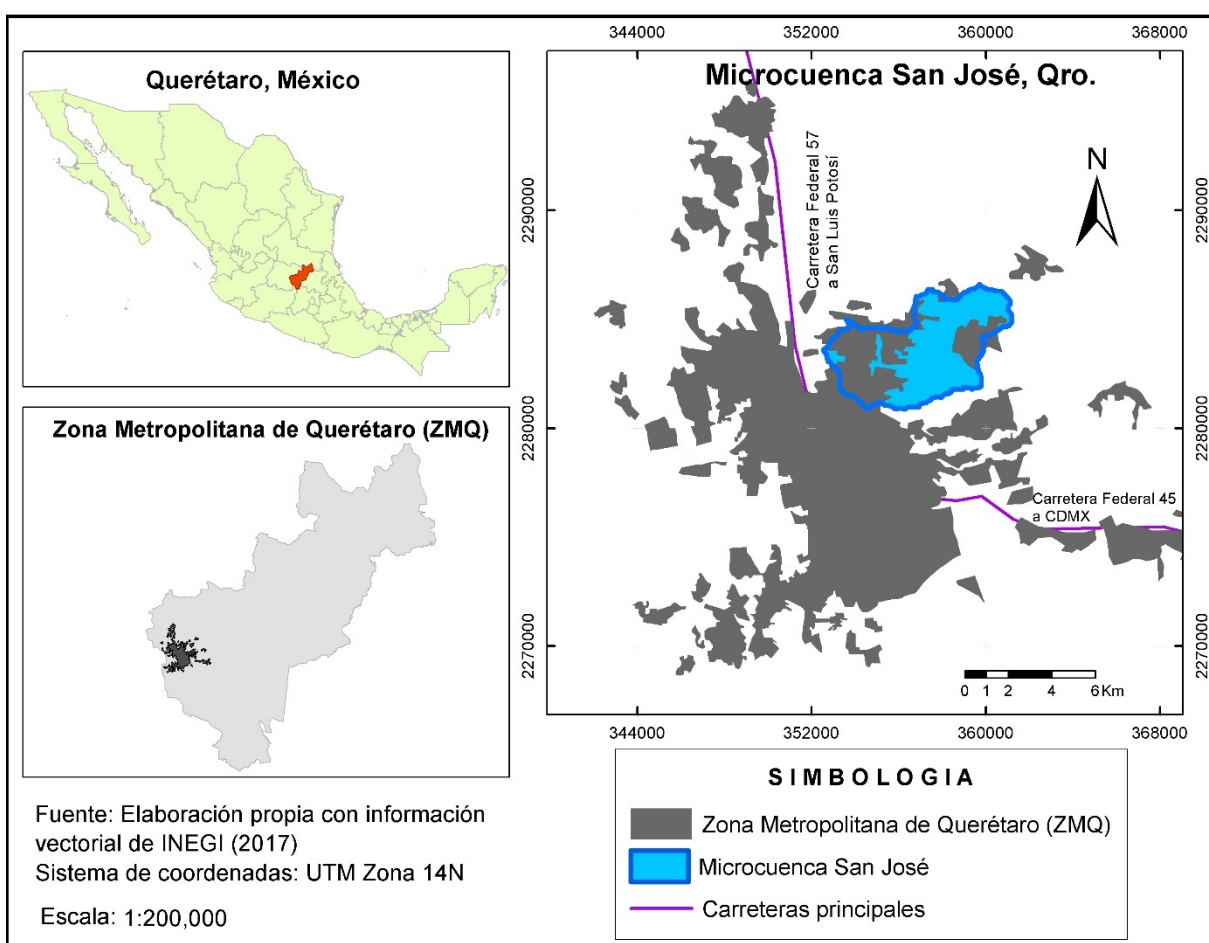 Querétaro, México
Zona Metropolitana de Querétaro (ZMQ)
Fuente: Elaboración propia con información
vectorial de INEGI (2017)
Sistema de coordenadas: UTM Zona 14N
Escala: 1:200,000
344000 352000 360000 368000
Microcuenca San José, Qro.
N
Carretera Federal 57
a San Luis Potosí
Carretera Federal 45
a CDMX
2290000 2290000
2280000 2280000
2270000 2270000
0 1 2 4 6 Km
344000 352000 360000 368000
SIMBOLOGIA
Zona Metropolitana de Querétaro (ZMQ)
Microcuenca San José
Carreteras principales